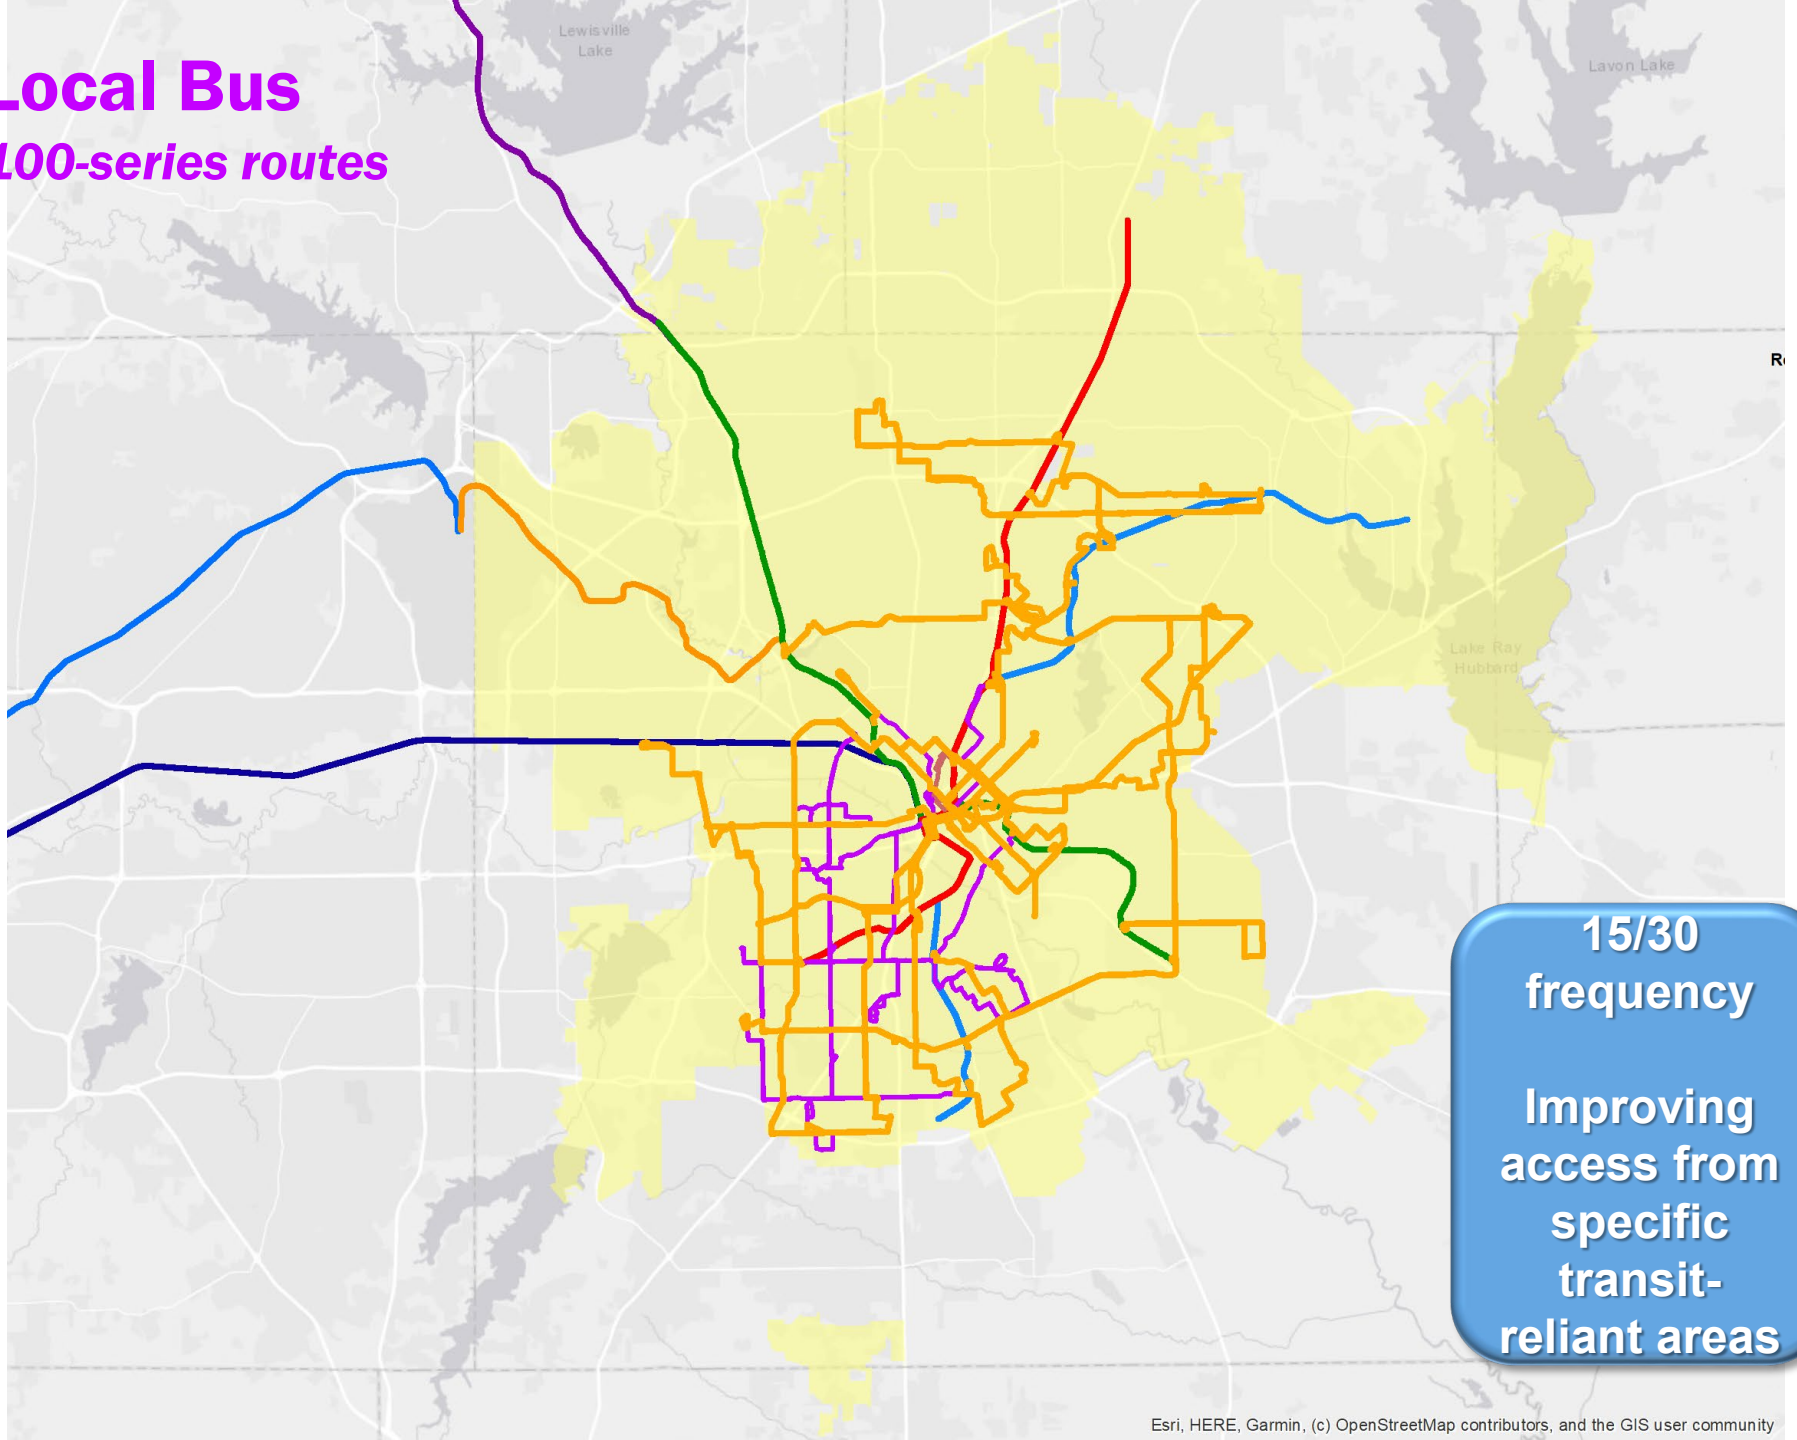 Lewisville
Lake
Local Bus
100-series routes
Lavon Lake
Lake Ray
Hubbard
15/30
frequency
Improving
access from
specific
transit-
reliant areas
Esri, HERE, Garmin, (c) OpenStreetMap contributors, and the GIS user community